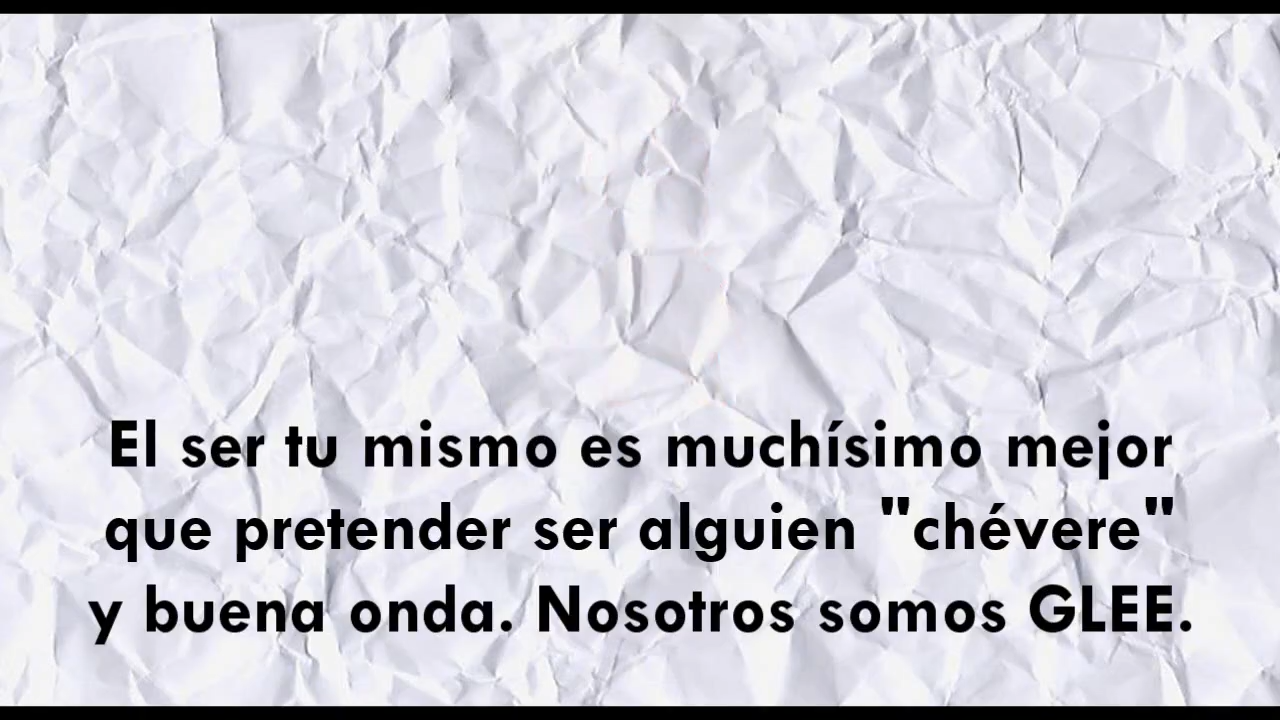 El ser tu mismo es muchísimo mejor
que pretender ser alguien "chévere"
y buena onda. Nosotros somos GLEE.